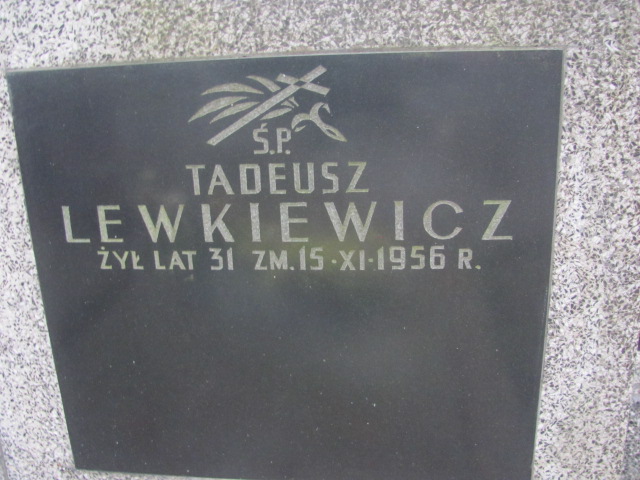 Ś.P.
TADEUSZ
LEWKIEWICZ
ŻYŁ LAT 31 ZM. 15 · XI · 1956 R.